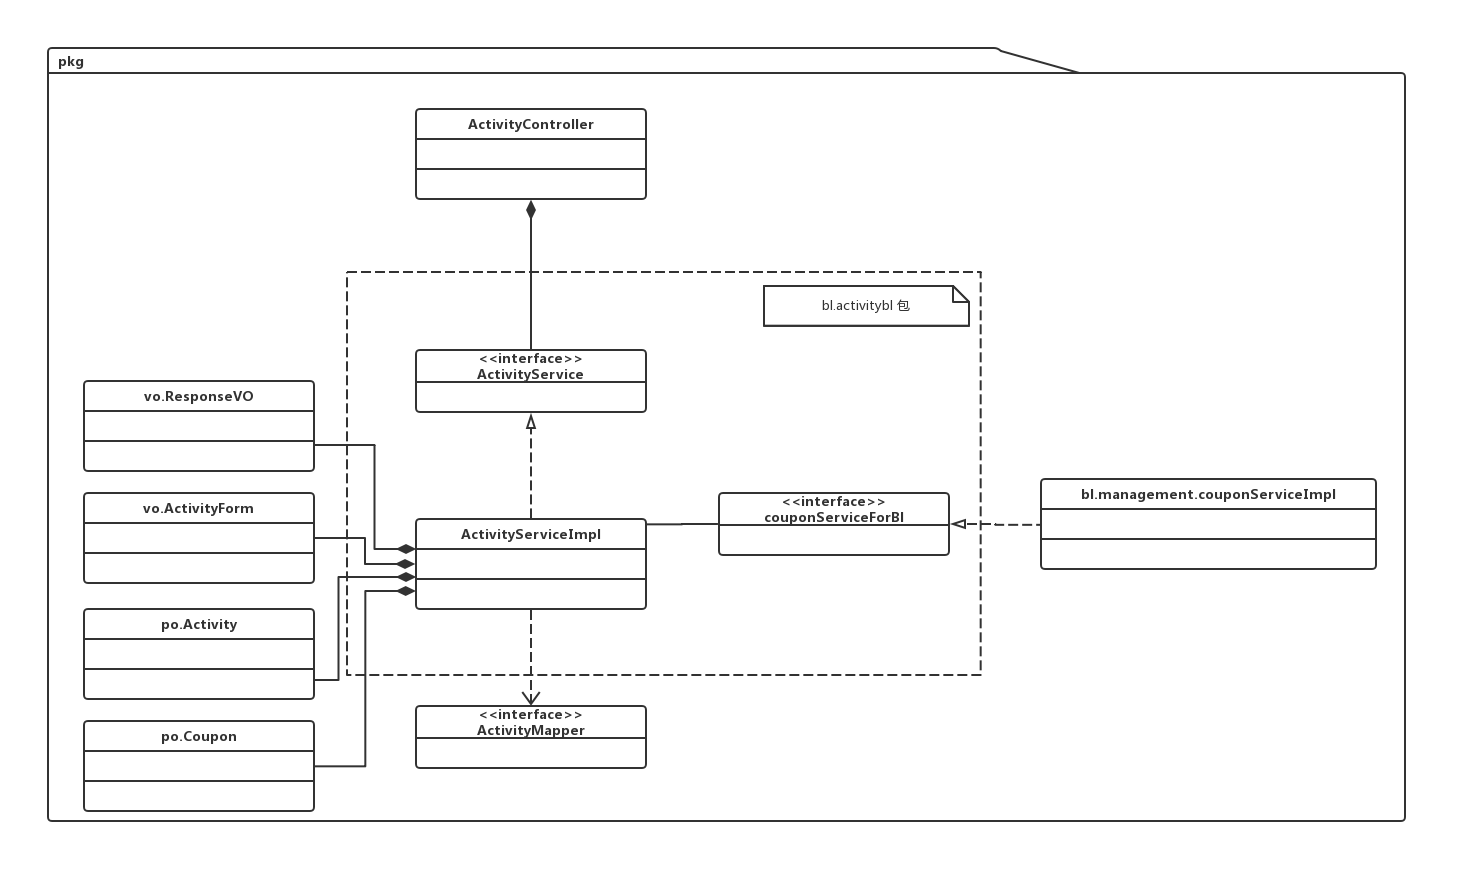 pkg
ActivityController
bl.activitybl 包
<<interface>>
ActivityService
vo.ResponseVO
vo.ActivityForm
ActivityServiceImpl
<<interface>>
couponServiceForBl
bl.management.couponServiceImpl
po.Activity
po.Coupon
<<interface>>
ActivityMapper